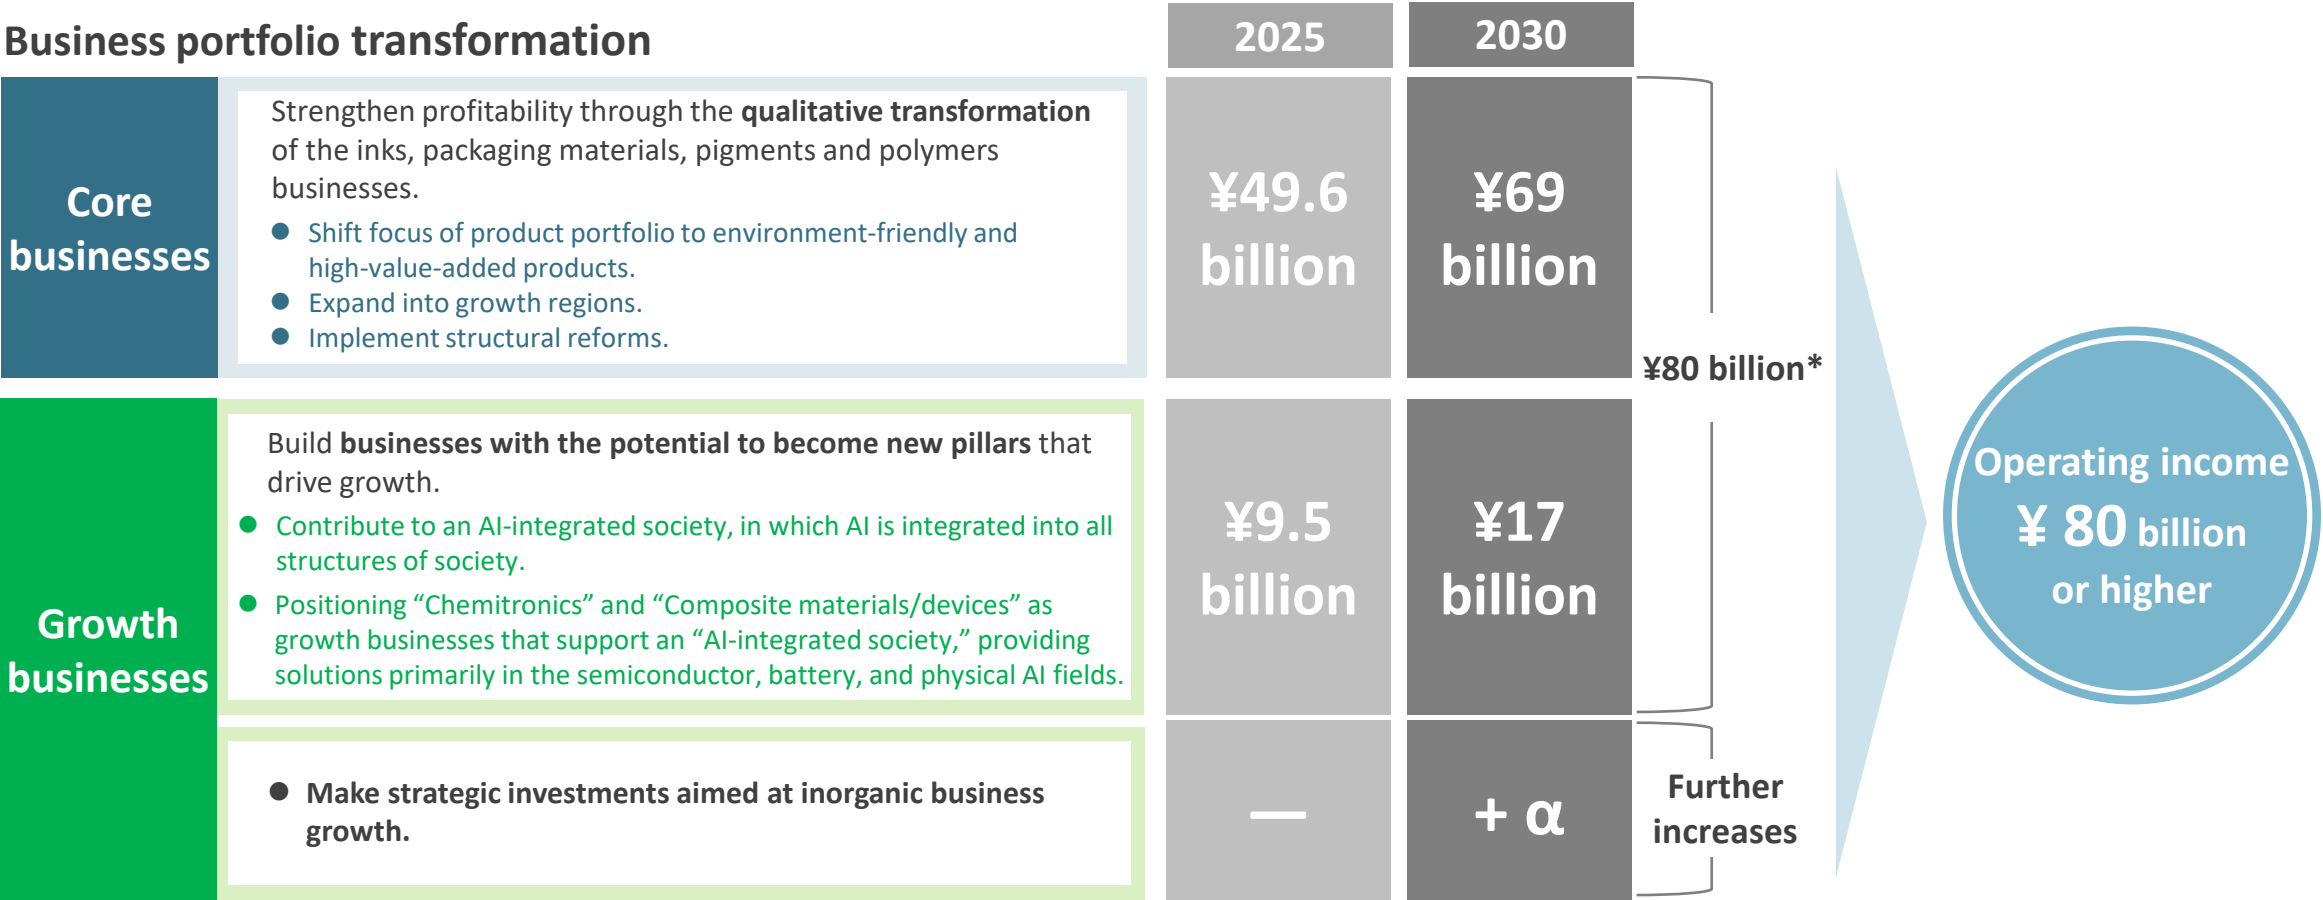 Business portfolio transformation
2025
2030
Core
businesses
Strengthen profitability through the qualitative transformation
of the inks, packaging materials, pigments and polymers
businesses.
● Shift focus of product portfolio to environment-friendly and
high-value-added products.
● Expand into growth regions.
● Implement structural reforms.
¥49.6
billion
¥69
billion
¥80 billion*
Growth
businesses
Build businesses with the potential to become new pillars that
drive growth.
● Contribute to an AI-integrated society, in which AI is integrated into all
structures of society.
● Positioning “Chemitronics” and “Composite materials/devices” as
growth businesses that support an “AI-integrated society,” providing
solutions primarily in the semiconductor, battery, and physical AI fields.
¥9.5
billion
¥17
billion
● Make strategic investments aimed at inorganic business
growth.
—
+ α
Further
increases
Operating income
¥ 80 billion
or higher